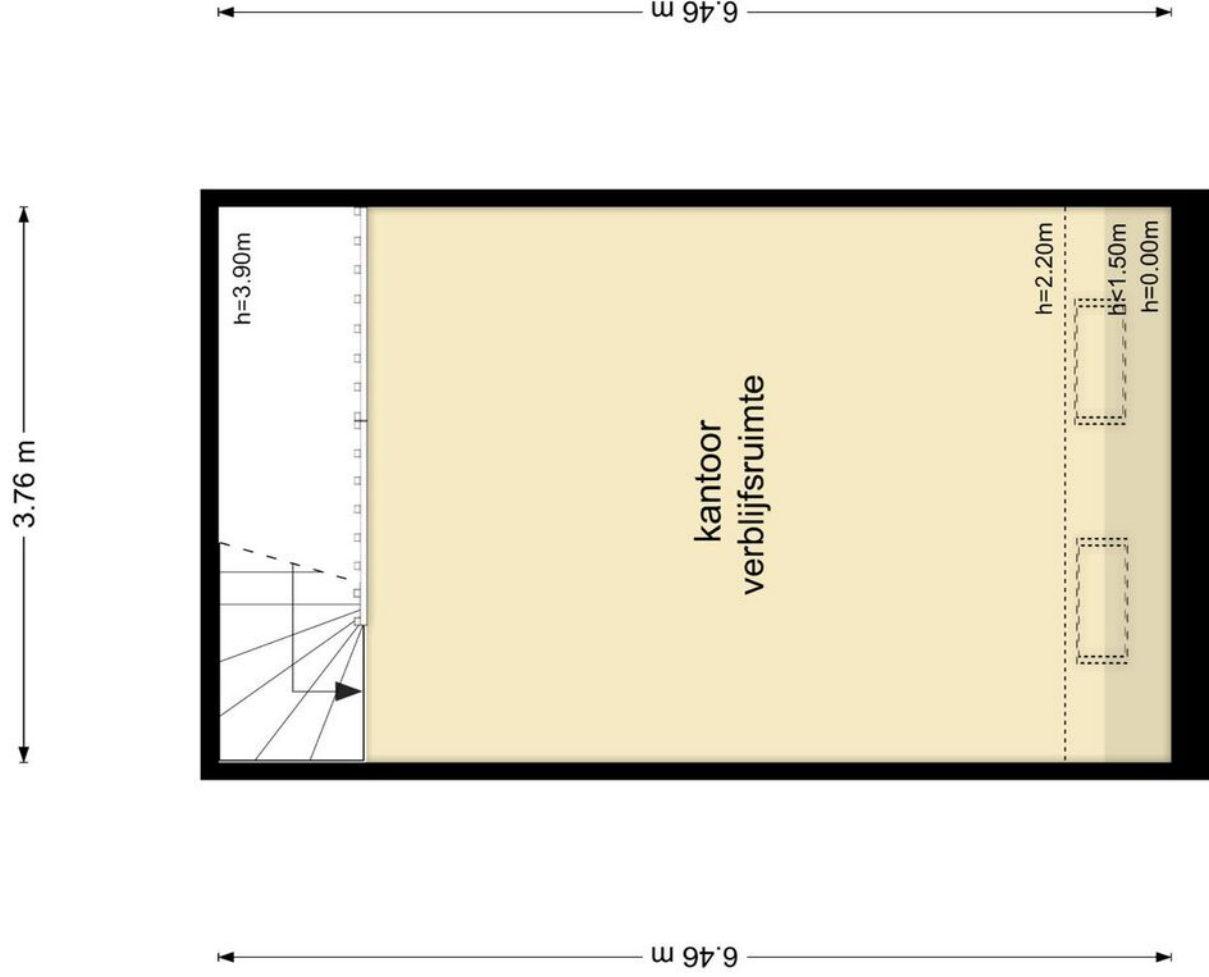 6.46 m
3.76 m
h=3.90m
kantoor
verblijfsruimte
h=2.20m
h<1.50m
h=0.00m
6.46 m